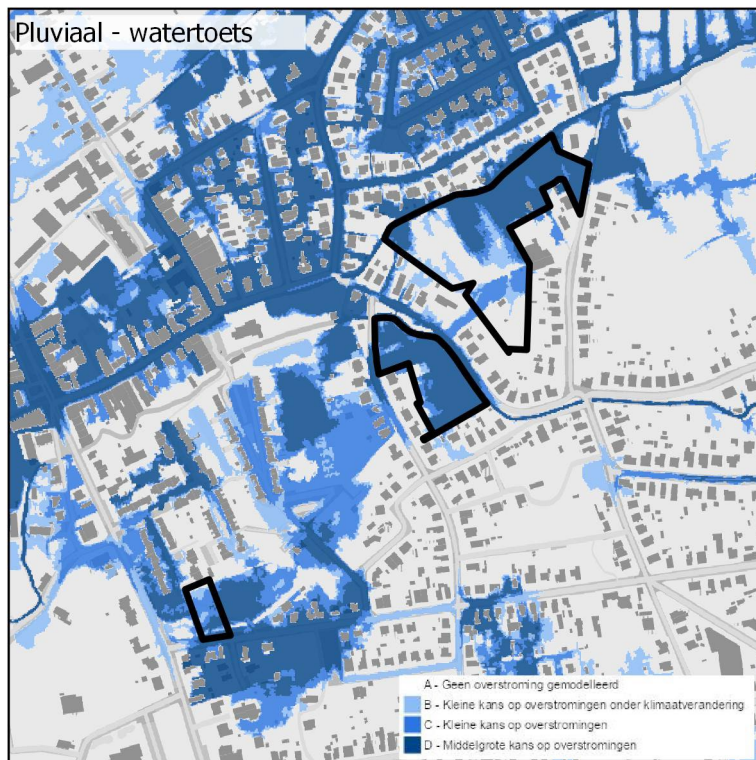 Pluviaal - watertoets
A - Geen overstroming gemodelleerd
B - Kleine kans op overstromingen onder klimaatverandering
C - Kleine kans op overstromingen
D - Middelgrote kans op overstromingen